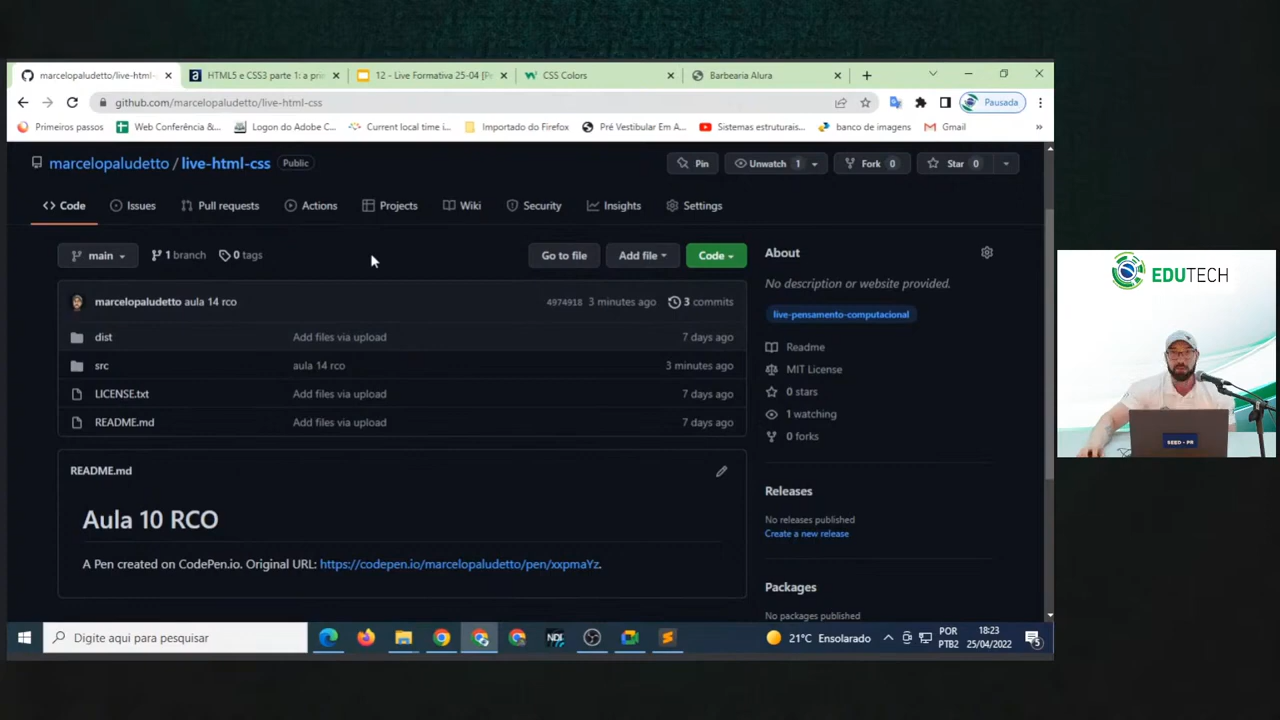 marcelopaludetto/live-html-
HTML5 e CSS3 parte 1: a prir
12 - Live Formativa 25-04 [P
CSS Colors
Barbearia Alura
github.com/marcelopaludetto/live-html-css
Pausada
Primeiros passos
Web Conferência &...
Logon do Adobe C...
Current local time i...
Importado do Firefox
Pré Vestibular Em A...
Sistemas estruturais...
banco de imagens
Gmail
»
marcelopaludetto / live-html-css Public
Pin
Unwatch 1
Fork 0
Star 0
<> Code
Issues
Pull requests
Actions
Projects
Wiki
Security
Insights
Settings
main
1 branch
0 tags
Go to file
Add file
Code
marcelopaludetto aula 14 rco
4974918 3 minutes ago
3 commits
dist Add files via upload 7 days ago
src aula 14 rco 3 minutes ago
LICENSE.txt Add files via upload 7 days ago
README.md Add files via upload 7 days ago
README.md
Aula 10 RCO
A Pen created on CodePen.io. Original URL: https://codepen.io/marcelopaludetto/pen/xxpmaYz.
About
No description or website provided.
live-pensamento-computacional
Readme
MIT License
0 stars
1 watching
0 forks
Releases
No releases published
Create a new release
Packages
No packages published
EDUTECH
SEED - PR
Digite aqui para pesquisar
NDI
21°C Ensolarado
POR
PTB2
18:23
25/04/2022
5